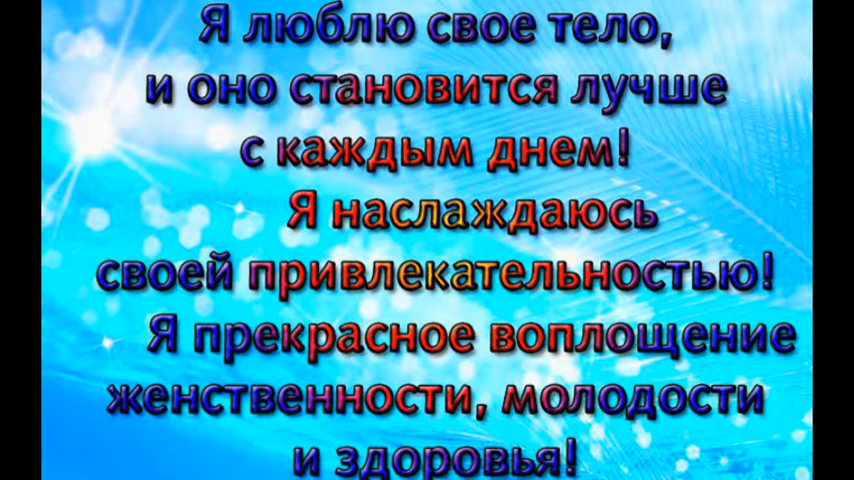 Я люблю свое тело,
и оно становится лучше
с каждым днем!
Я наслаждаюсь
своей привлекательностью!
Я прекрасное воплощение
женственности, молодости
и здоровья!